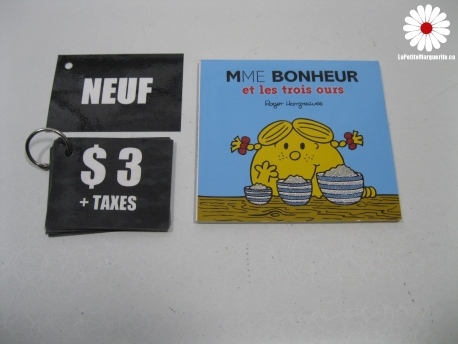 NEUF
$3
+ TAXES
MME BONHEUR
et les trois ours
Roger Hargreaves
LaPetiteMarguerite.ca